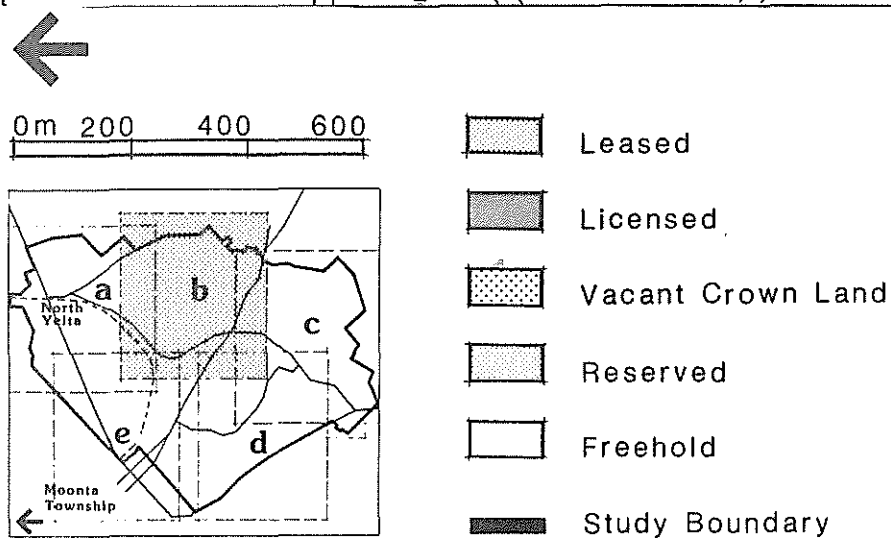 0m 200 400 600
a
b
c
North
Yelta
e
d
Moonta
Township
Leased
Licensed
Vacant Crown Land
Reserved
Freehold
Study Boundary